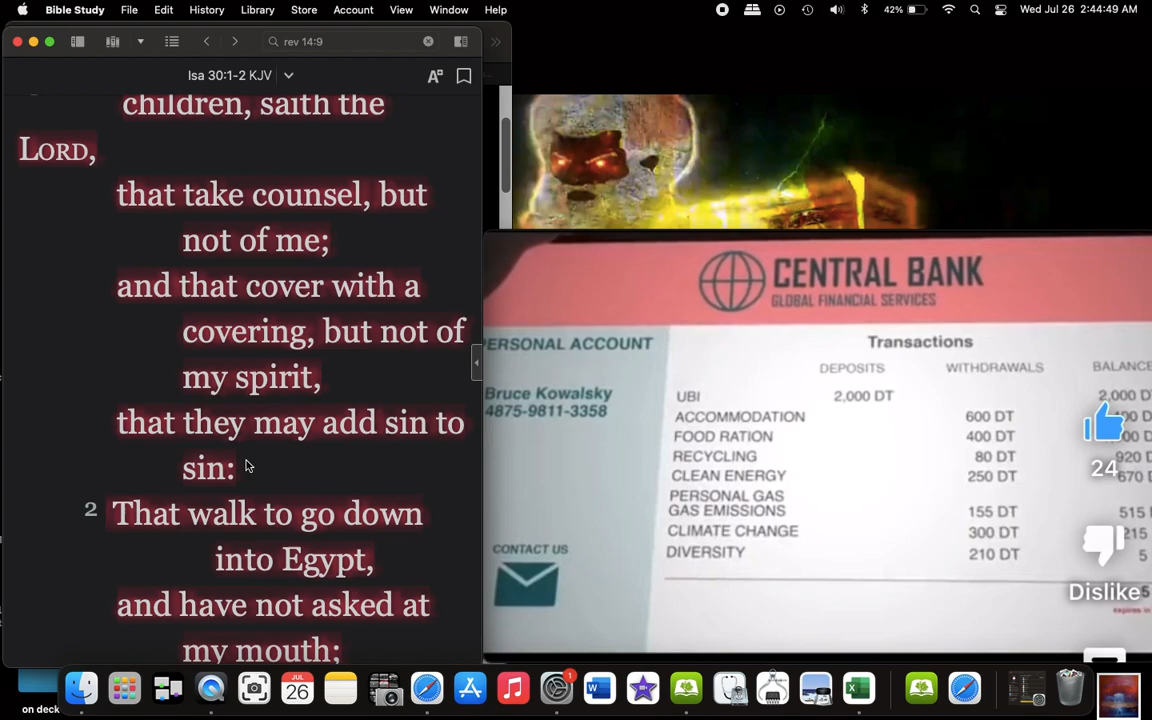 Bible Study File Edit History Library Store Account View Window Help 42% Wed Jul 26 2:44:49 AM
rev 14:9
Isa 30:1-2 KJV
children, saith the
LORD,
that take counsel, but
not of me;
and that cover with a
covering, but not of
my spirit,
that they may add sin to
sin:
2 That walk to go down
into Egypt,
and have not asked at
my mouth;
CENTRAL BANK
GLOBAL FINANCIAL SERVICES
PERSONAL ACCOUNT
Bruce Kowalsky
4875-9811-3358
CONTACT US
Transactions
DEPOSITS WITHDRAWALS BALANCE
UBI 2,000 DT 2,000 D
ACCOMMODATION 600 DT
FOOD RATION 400 DT
RECYCLING 80 DT 920 D
CLEAN ENERGY 250 DT 670 D
PERSONAL GAS
GAS EMISSIONS 155 DT 515
CLIMATE CHANGE 300 DT 215
DIVERSITY 210 DT 5
expires in
24
Dislike
JUL
26
1
on deck